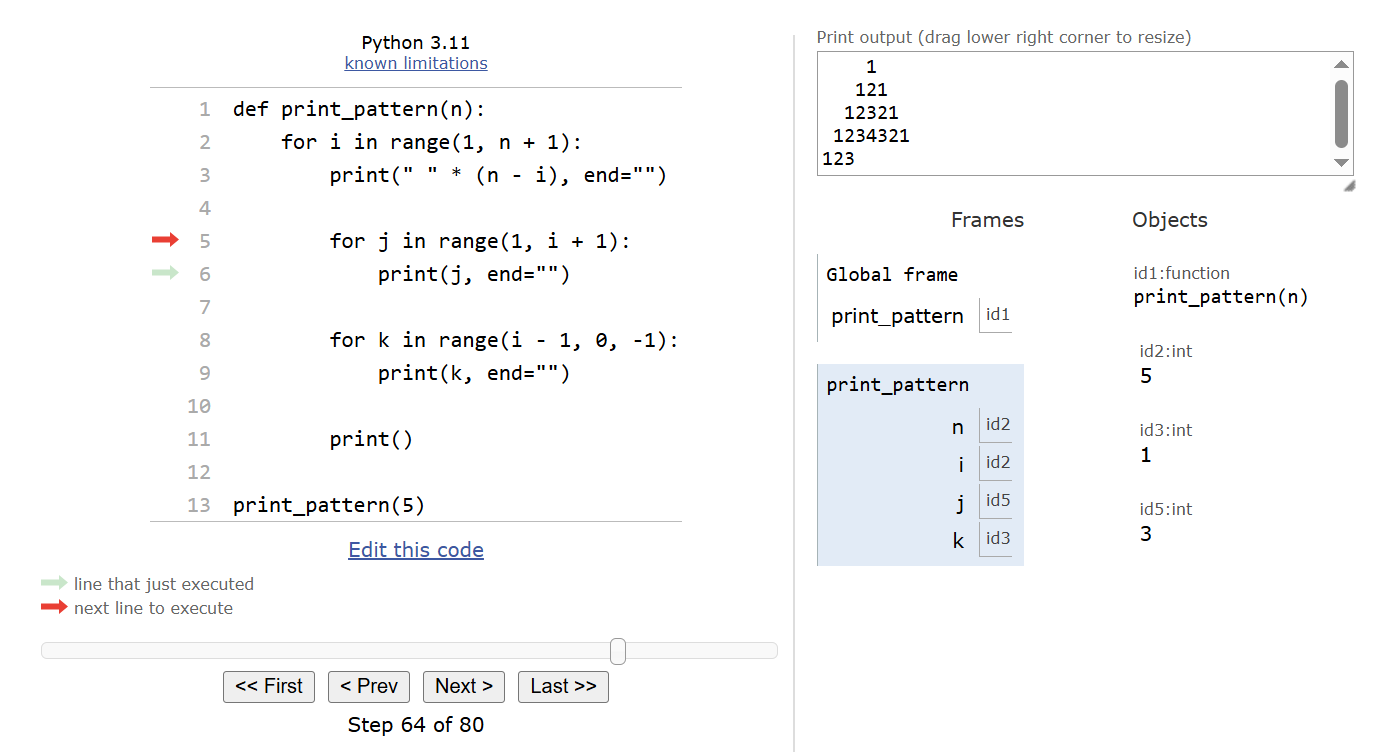 Python 3.11
known limitations
1 def print_pattern(n):
2     for i in range(1, n + 1):
3         print(" " * (n - i), end="")
4
5         for j in range(1, i + 1):
6             print(j, end="")
7
8         for k in range(i - 1, 0, -1):
9             print(k, end="")
10
11         print()
12
13 print_pattern(5)
Edit this code
line that just executed
next line to execute
<< First < Prev Next > Last >>
Step 64 of 80
Print output (drag lower right corner to resize)
    1
   121
  12321
 1234321
123
Frames Objects
Global frame
print_pattern id1
print_pattern
n id2
i id2
j id5
k id3
id1:function
print_pattern(n)
id2:int
5
id3:int
1
id5:int
3